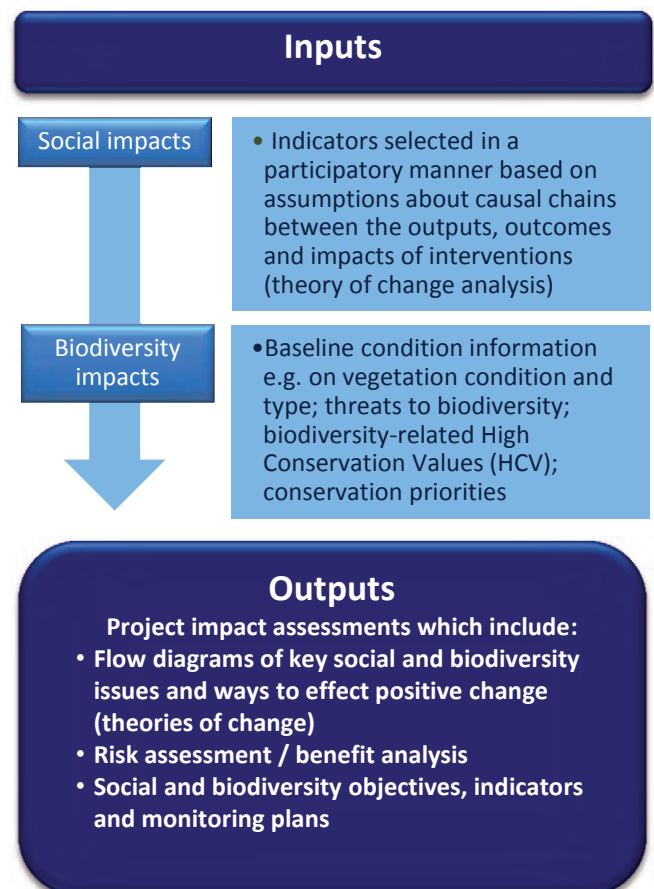 Inputs
Social impacts
• Indicators selected in a
participatory manner based on
assumptions about causal chains
between the outputs, outcomes
and impacts of interventions
(theory of change analysis)
Biodiversity
impacts
•Baseline condition information
e.g. on vegetation condition and
type; threats to biodiversity;
biodiversity-related High
Conservation Values (HCV);
conservation priorities
Outputs
Project impact assessments which include:
• Flow diagrams of key social and biodiversity
issues and ways to effect positive change
(theories of change)
• Risk assessment / benefit analysis
• Social and biodiversity objectives, indicators
and monitoring plans